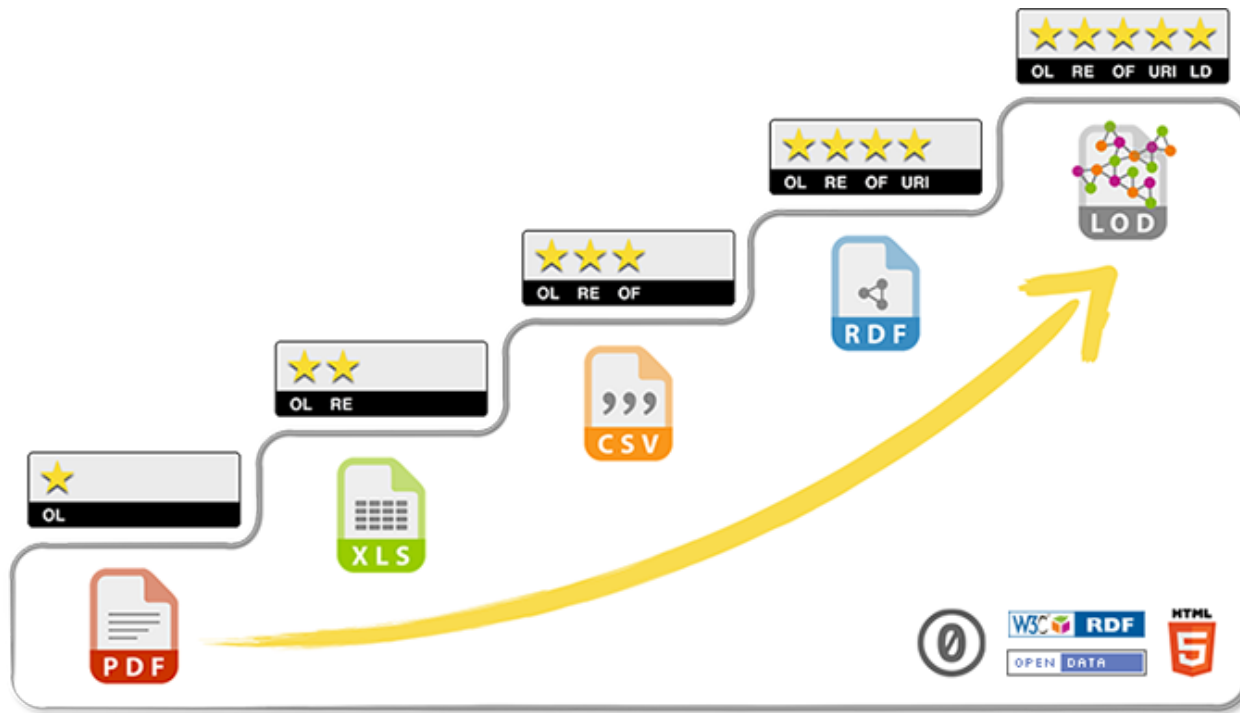 OL RE OF URI LD
LOD
OL RE OF URI
RDF
OL RE OF
CSV
OL RE
XLS
OL
PDF
0
W3C RDF
OPEN DATA
HTML
5